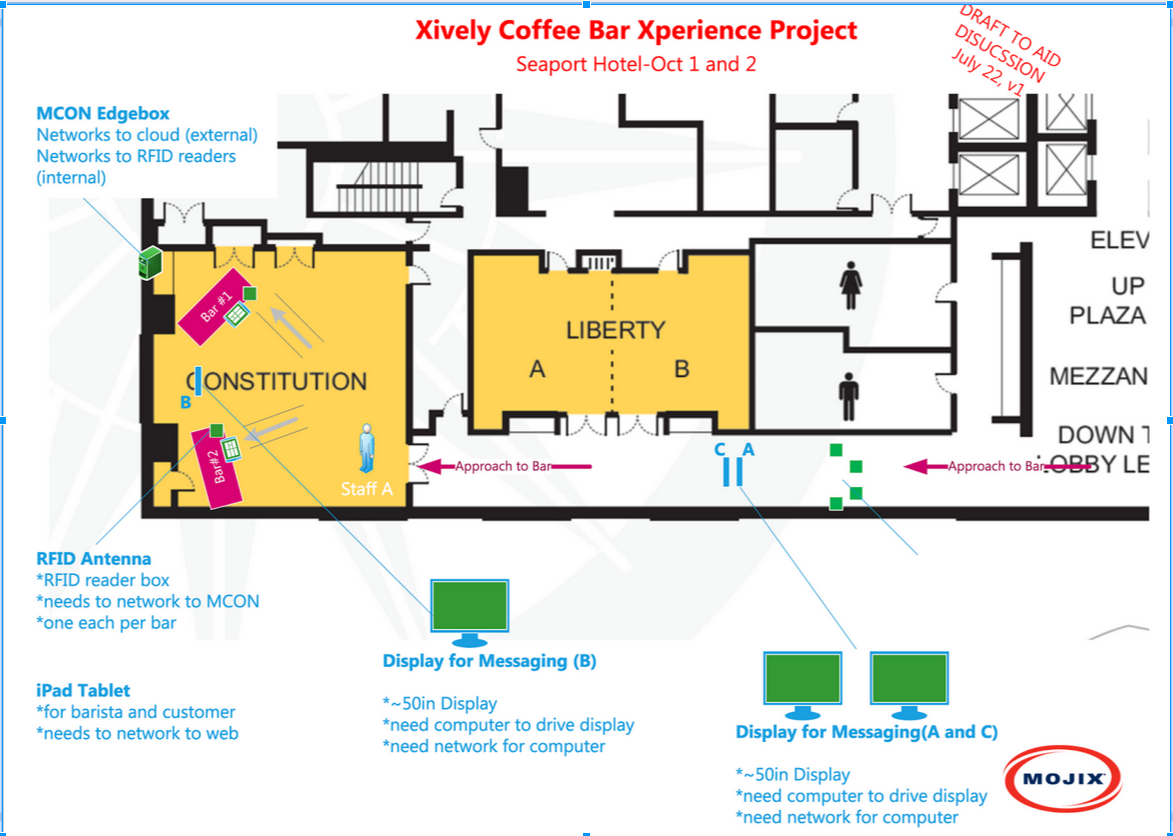 Xively Coffee Bar Xperience Project
Seaport Hotel-Oct 1 and 2
DRAFT TO AID
DISUCSSION
July 22, v1
MCON Edgebox
Networks to cloud (external)
Networks to RFID readers
(internal)
ELEV
UP
PLAZA
MEZZAN
DOWN T
LOBBY LE
Bar #1
LIBERTY
A
B
CONSTITUTION
B
Bar#2
Staff A
Approach to Bar
C
A
Approach to Bar
RFID Antenna
*RFID reader box
*needs to network to MCON
*one each per bar
iPad Tablet
*for barista and customer
*needs to network to web
Display for Messaging (B)
*~50in Display
*need computer to drive display
*need network for computer
Display for Messaging(A and C)
*~50in Display
*need computer to drive display
*need network for computer
MOJIX